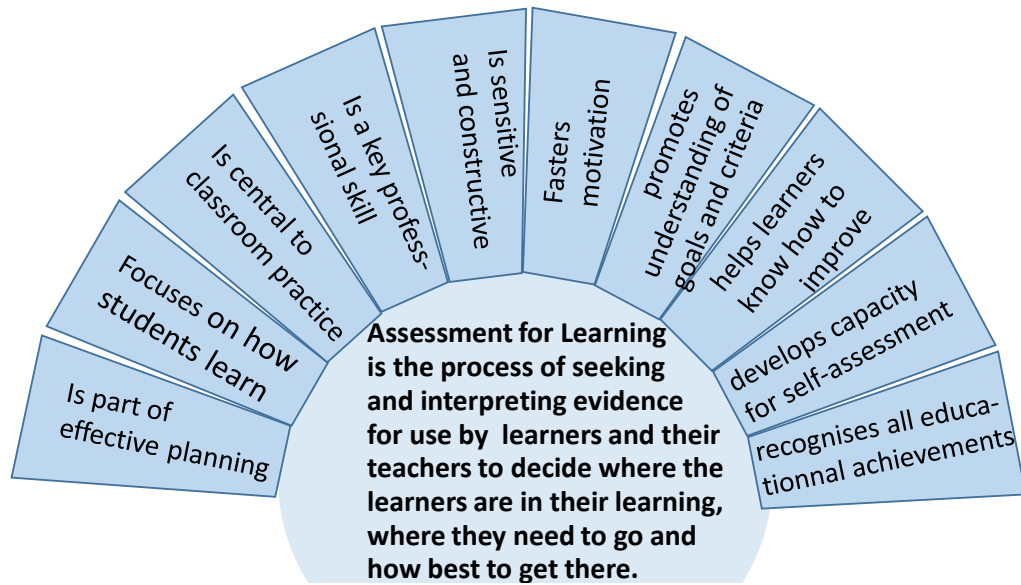 Is part of
effective planning
Focuses on how
students learn
Is central to
classroom practice
Is a key profess-
sional skill
Is sensitive
and constructive
Fasters
motivation
promotes
understanding of
goals and criteria
helps learners
know how to
improve
develops capacity
for self-assessment
recognises all educa-
tionnal achievements
Assessment for Learning
is the process of seeking
and interpreting evidence
for use by learners and their
teachers to decide where the
learners are in their learning,
where they need to go and
how best to get there.